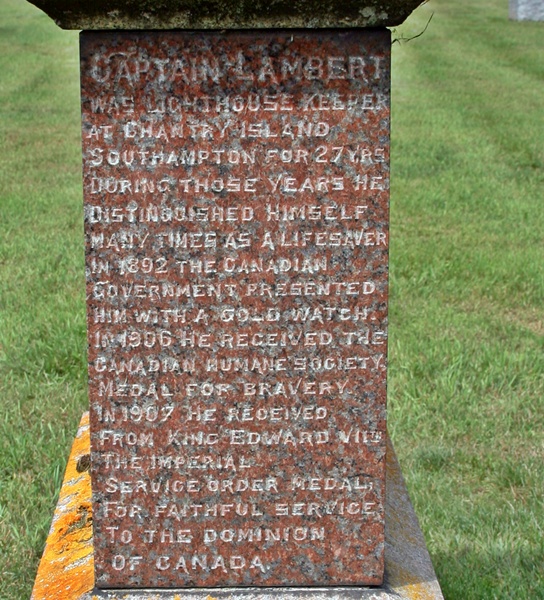 CAPTAIN LAMBERT
WAS LIGHTHOUSE KEEPER
AT CHANTRY ISLAND
SOUTHAMPTON FOR 27 YRS
DURING THOSE YEARS HE
DISTINGUISHED HIMSELF
MANY TIMES AS A LIFESAVER
IN 1892 THE CANADIAN
GOVERNMENT PRESENTED
HIM WITH A GOLD WATCH.
IN 1906 HE RECEIVED THE
CANADIAN HUMANE SOCIETY,
MEDAL FOR BRAVERY
IN 1907 HE RECEIVED
FROM KING EDWARD VIITH
THE IMPERIAL
SERVICE ORDER MEDAL,
FOR FAITHFUL SERVICE
TO THE DOMINION
OF CANADA